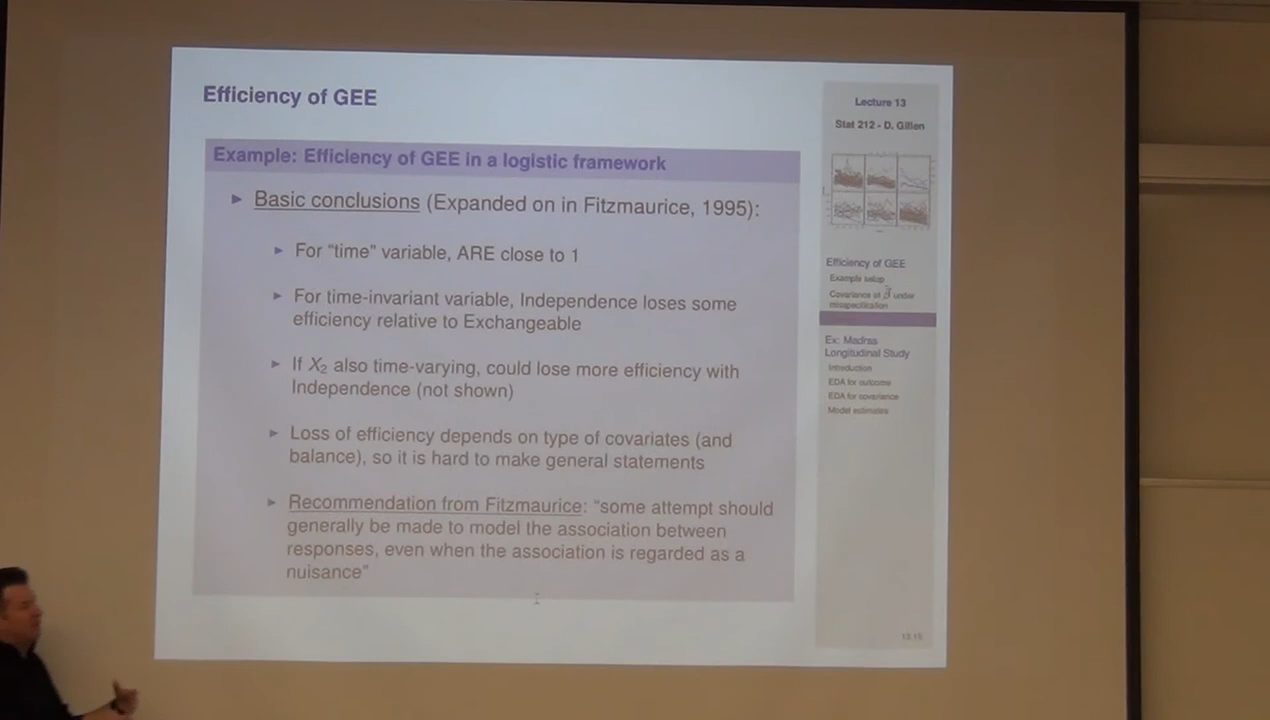 Efficiency of GEE
Example: Efficiency of GEE in a logistic framework
Basic conclusions (Expanded on in Fitzmaurice, 1995):
For "time" variable, ARE close to 1
For time-invariant variable, Independence loses some
efficiency relative to Exchangeable
If X₂ also time-varying, could lose more efficiency with
Independence (not shown)
Loss of efficiency depends on type of covariates (and
balance), so it is hard to make general statements
Recommendation from Fitzmaurice: "some attempt should
generally be made to model the association between
responses, even when the association is regarded as a
nuisance"
Lecture 13
Stat 212 - D. Gillen
Efficiency of GEE
Example setup
Covariance of β̂ under
misspecification
Ex: Madras
Longitudinal Study
Introduction
EDA for outcome
EDA for covariance
Model estimates
13.15